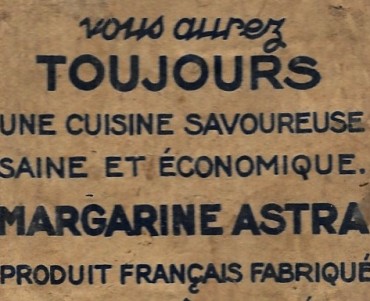 vous aurez
TOUJOURS
UNE CUISINE SAVOUREUSE
SAINE ET ÉCONOMIQUE.
MARGARINE ASTRA
PRODUIT FRANÇAIS FABRIQUÉ